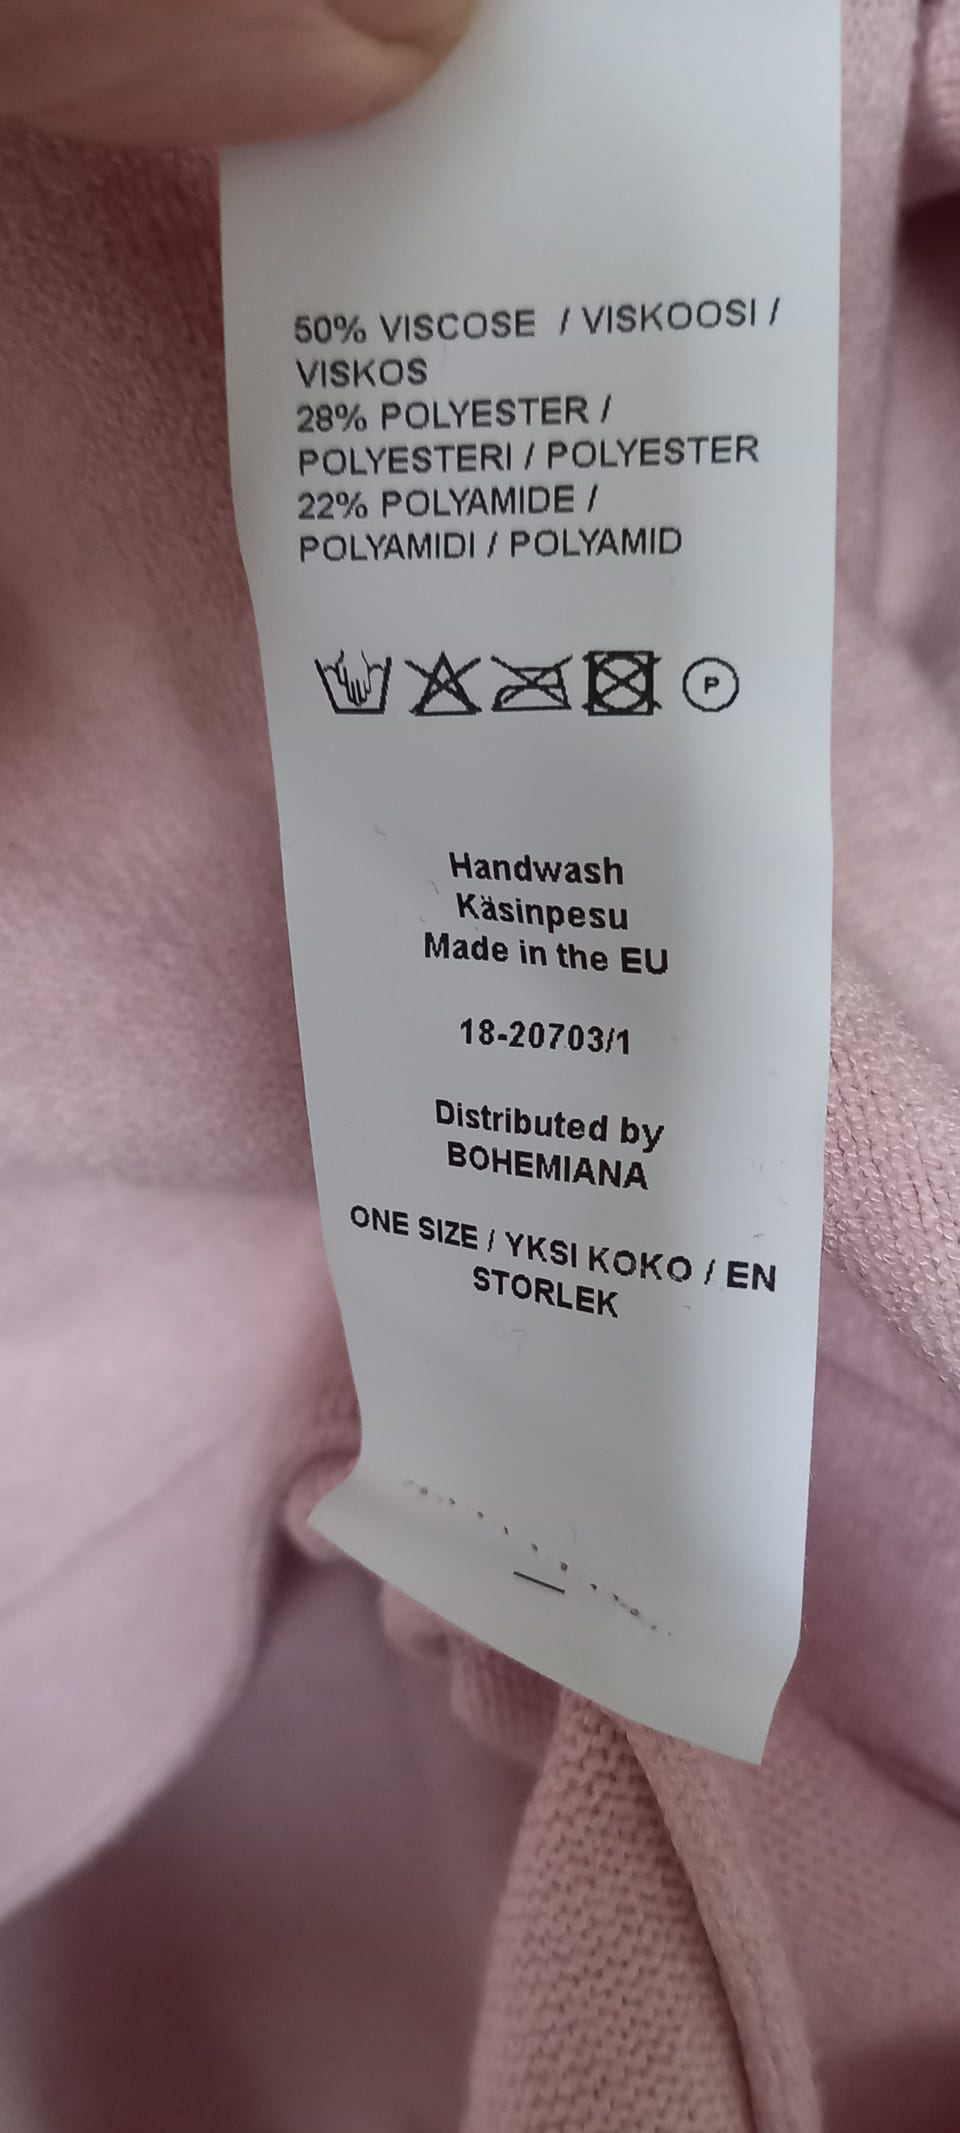 50% VISCOSE / VISKOOSI /
VISKOS
28% POLYESTER /
POLYESTERI / POLYESTER
22% POLYAMIDE /
POLYAMIDI / POLYAMID
P
Handwash
Käsinpesu
Made in the EU
18-20703/1
Distributed by
BOHEMIANA
ONE SIZE / YKSI KOKO / EN
STORLEK